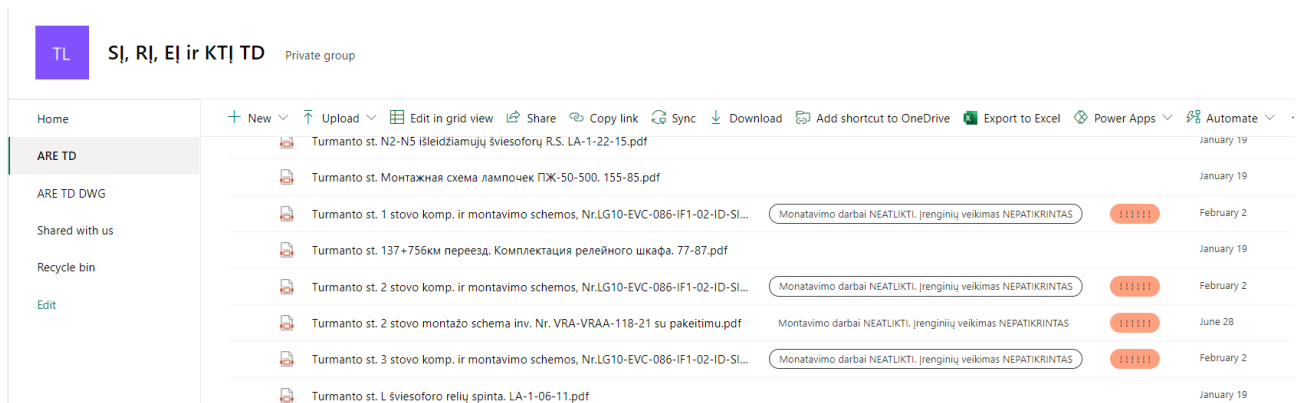 TL
SĮ, RĮ, EĮ ir KTĮ TD Private group
Home
ARE TD
ARE TD DWG
Shared with us
Recycle bin
Edit
New Upload Edit in grid view Share Copy link Sync Download Add shortcut to OneDrive Export to Excel Power Apps Automate
Turmanto st. N2-N5 išleidžiamųjų šviesoforų R.S. LA-1-22-15.pdf January 19
Turmanto st. Монтажная схема лампочек ПЖ-50-500. 155-85.pdf January 19
Turmanto st. 1 stovo komp. ir montavimo schemos, Nr.LG10-EVC-086-IF1-02-ID-SI... Monatavimo darbai NEATLIKTI. Įrenginių veikimas NEPATIKRINTAS !!!!!! February 2
Turmanto st. 137+756км переезд. Комплектация релейного шкафа. 77-87.pdf January 19
Turmanto st. 2 stovo komp. ir montavimo schemos, Nr.LG10-EVC-086-IF1-02-ID-SI... Monatavimo darbai NEATLIKTI. Įrenginių veikimas NEPATIKRINTAS !!!!!! February 2
Turmanto st. 2 stovo montažo schema inv. Nr. VRA-VRAA-118-21 su pakeitimu.pdf Montavimo darbai NEATLIKTI. Įrenginiių veikimas NEPATIKRINTAS !!!!!! June 28
Turmanto st. 3 stovo komp. ir montavimo schemos, Nr.LG10-EVC-086-IF1-02-ID-SI... Monatavimo darbai NEATLIKTI. Įrenginių veikimas NEPATIKRINTAS !!!!!! February 2
Turmanto st. L šviesoforo relių spinta. LA-1-06-11.pdf January 19